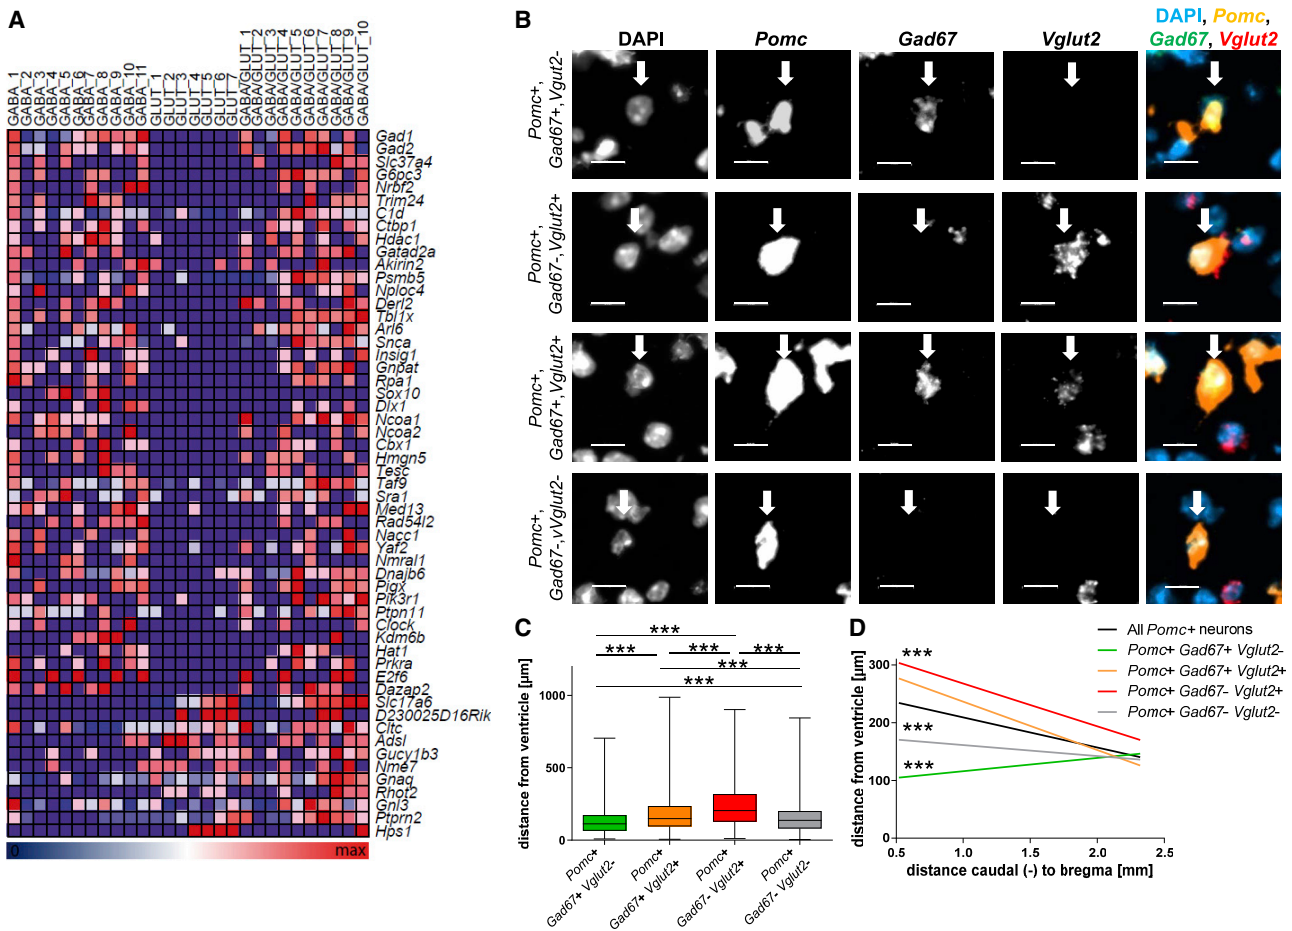 A
GABA_1
GABA_2
GABA_3
GABA_4
GABA_5
GABA_6
GABA_7
GABA_8
GABA_9
GABA_10
GABA_11
GLUT_1
GLUT_2
GLUT_3
GLUT_4
GLUT_5
GLUT_6
GLUT_7
GABA/GLUT_1
GABA/GLUT_2
GABA/GLUT_3
GABA/GLUT_4
GABA/GLUT_5
GABA/GLUT_6
GABA/GLUT_7
GABA/GLUT_8
GABA/GLUT_9
GABA/GLUT_10
Gad1
Gad2
Slc37a4
G6pc3
Nrbf2
Trim24
C1d
Ctbp1
Hdac1
Gatad2a
Akirin2
Psmb5
Nploc4
Derl2
Tbl1x
Arl6
Snca
Insig1
Gnpat
Rpa1
Sox10
Dlx1
Ncoa1
Ncoa2
Cbx1
Hmgn5
Tesc
Taf9
Sra1
Med13
Rad54l2
Nacc1
Yaf2
Nmral1
Dnajb6
Pigx
Pik3r1
Ptpn11
Clock
Kdm6b
Hat1
Prkra
E2f6
Dazap2
Slc17a6
D230025D16Rik
Cltc
Adsl
Gucy1b3
Nme7
Gnaq
Rhot2
Gnl3
Ptprn2
Hps1
0
max
B
DAPI
Pomc
Gad67
Vglut2
DAPI, Pomc,
Gad67, Vglut2
Pomc+,
Gad67+,Vglut2-
Pomc+,
Gad67-,Vglut2+
Pomc+,
Gad67+,Vglut2+
Pomc+,
Gad67-,vVglut2-
C
distance from ventricle [µm]
1000
500
0
***
***
***
***
***
***
Pomc+
Gad67+ Vglut2-
Pomc+
Gad67+ Vglut2+
Pomc+
Gad67- Vglut2+
Pomc+
Gad67- Vglut2-
D
distance from ventricle [µm]
300
200
100
0
***
***
***
0.5
1.0
1.5
2.0
2.5
distance caudal (-) to bregma [mm]
All Pomc+ neurons
Pomc+ Gad67+ Vglut2-
Pomc+ Gad67+ Vglut2+
Pomc+ Gad67- Vglut2+
Pomc+ Gad67- Vglut2-